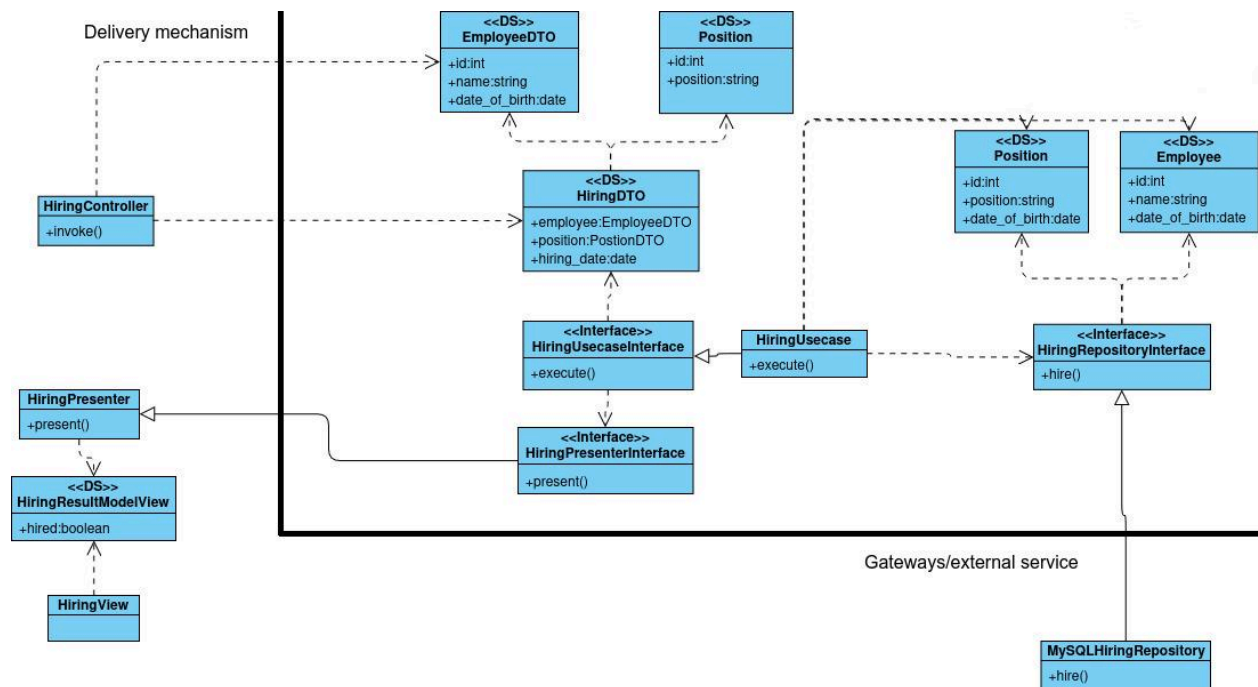 Delivery mechanism
<<DS>>
EmployeeDTO
+id:int
+name:string
+date_of_birth:date
<<DS>>
Position
+id:int
+position:string
<<DS>>
Position
+id:int
+position:string
+date_of_birth:date
<<DS>>
Employee
+id:int
+name:string
+date_of_birth:date
HiringController
+invoke()
<<DS>>
HiringDTO
+employee:EmployeeDTO
+position:PostionDTO
+hiring_date:date
<<Interface>>
HiringUsecaseInterface
+execute()
HiringUsecase
+execute()
<<Interface>>
HiringRepositoryInterface
+hire()
HiringPresenter
+present()
<<Interface>>
HiringPresenterInterface
+present()
<<DS>>
HiringResultModelView
+hired:boolean
Gateways/external service
HiringView
MySQLHiringRepository
+hire()